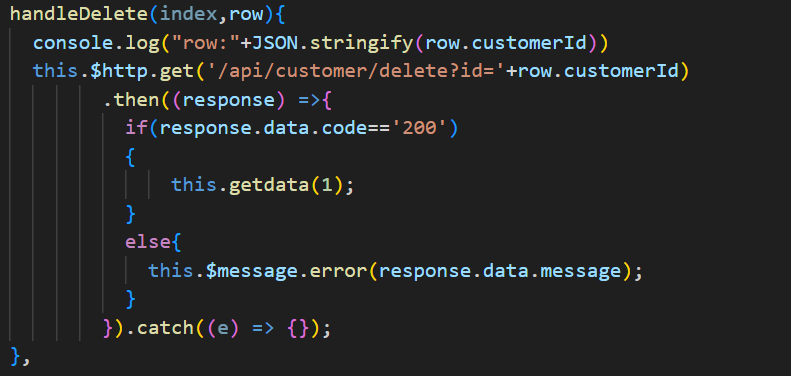 handleDelete(index,row){
console.log("row:"+JSON.stringify(row.customerId))
this.$http.get('/api/customer/delete?id='+row.customerId)
.then((response) =>{
if(response.data.code=='200')
{
this.getdata(1);
}
else{
this.$message.error(response.data.message);
}
}).catch((e) => {});
},